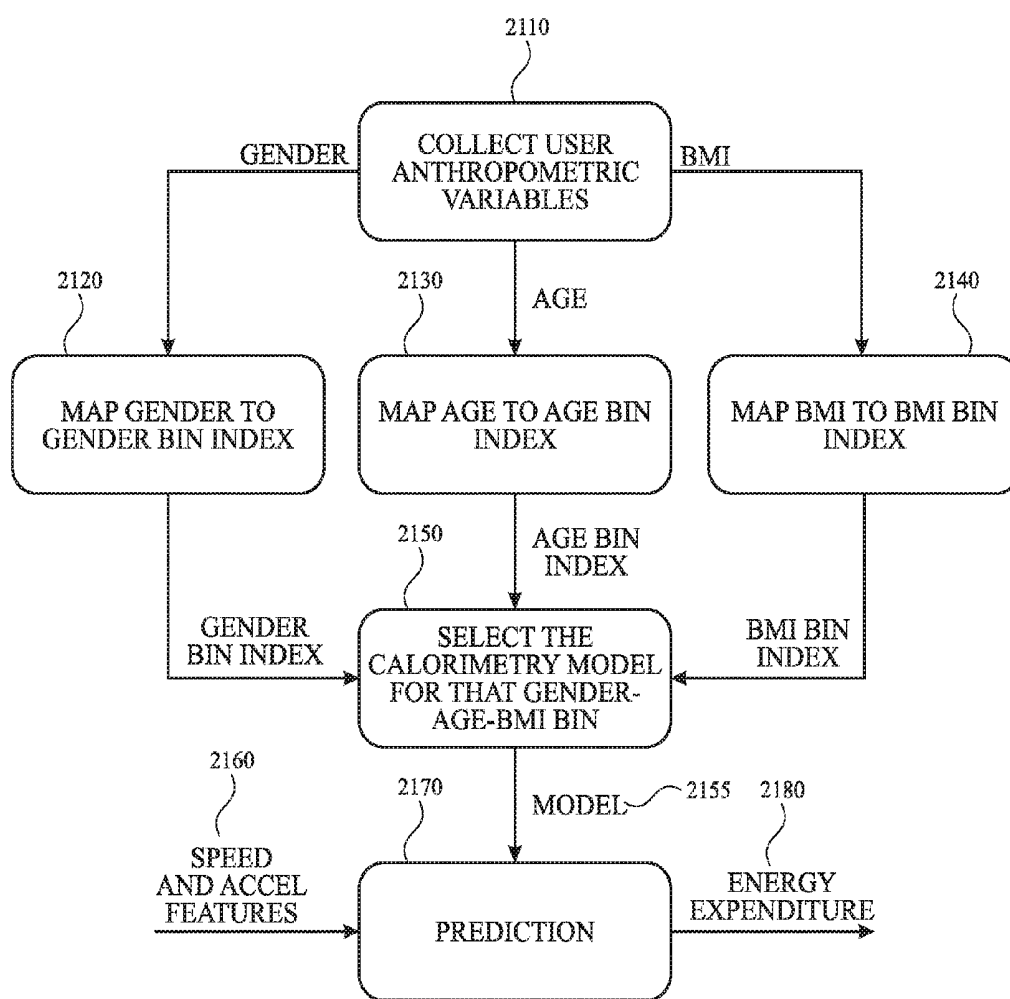 2110
COLLECT USER
ANTHROPOMETRIC
VARIABLES
GENDER
BMI
AGE
2120
MAP GENDER TO
GENDER BIN INDEX
2130
MAP AGE TO AGE BIN
INDEX
2140
MAP BMI TO BMI BIN
INDEX
GENDER
BIN INDEX
AGE BIN
INDEX
BMI BIN
INDEX
2150
SELECT THE
CALORIMETRY MODEL
FOR THAT GENDER-
AGE-BMI BIN
MODEL
2155
2160
SPEED
AND ACCEL
FEATURES
2170
PREDICTION
2180
ENERGY
EXPENDITURE